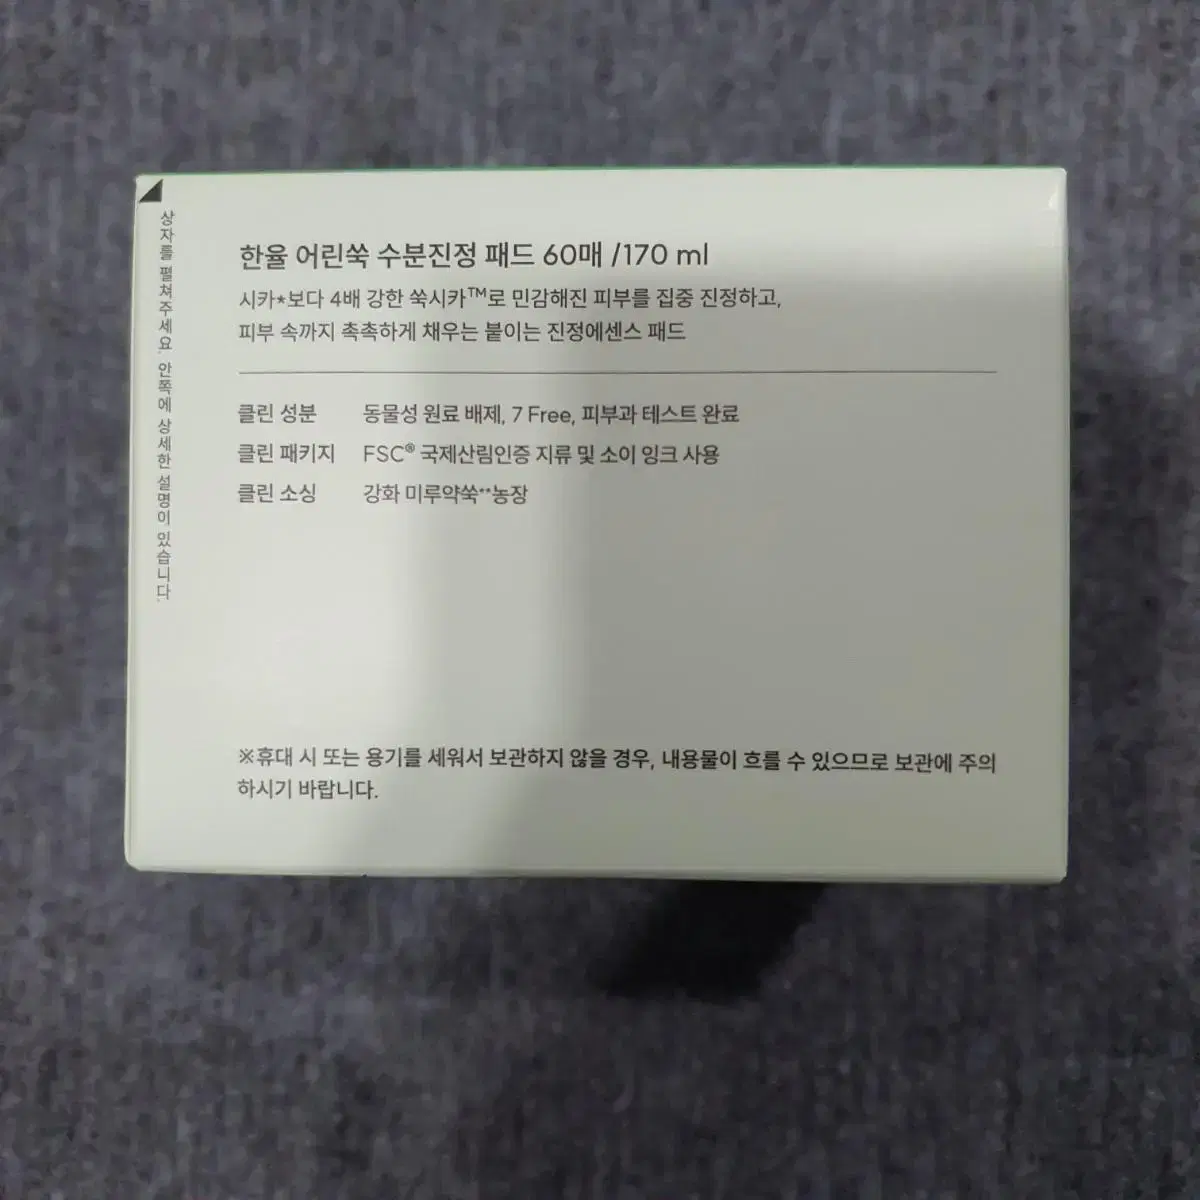 상자를 펼쳐주세요. 안쪽에 상세한 설명이 있습니다.
한율 어린쑥 수분진정 패드 60매 /170 ml
시카*보다 4배 강한 쑥시카™로 민감해진 피부를 집중 진정하고,
피부 속까지 촉촉하게 채우는 붙이는 진정에센스 패드
클린 성분 동물성 원료 배제, 7 Free, 피부과 테스트 완료
클린 패키지 FSC® 국제산림인증 지류 및 소이 잉크 사용
클린 소싱 강화 미루약쑥**농장
※휴대 시 또는 용기를 세워서 보관하지 않을 경우, 내용물이 흐를 수 있으므로 보관에 주의
하시기 바랍니다.